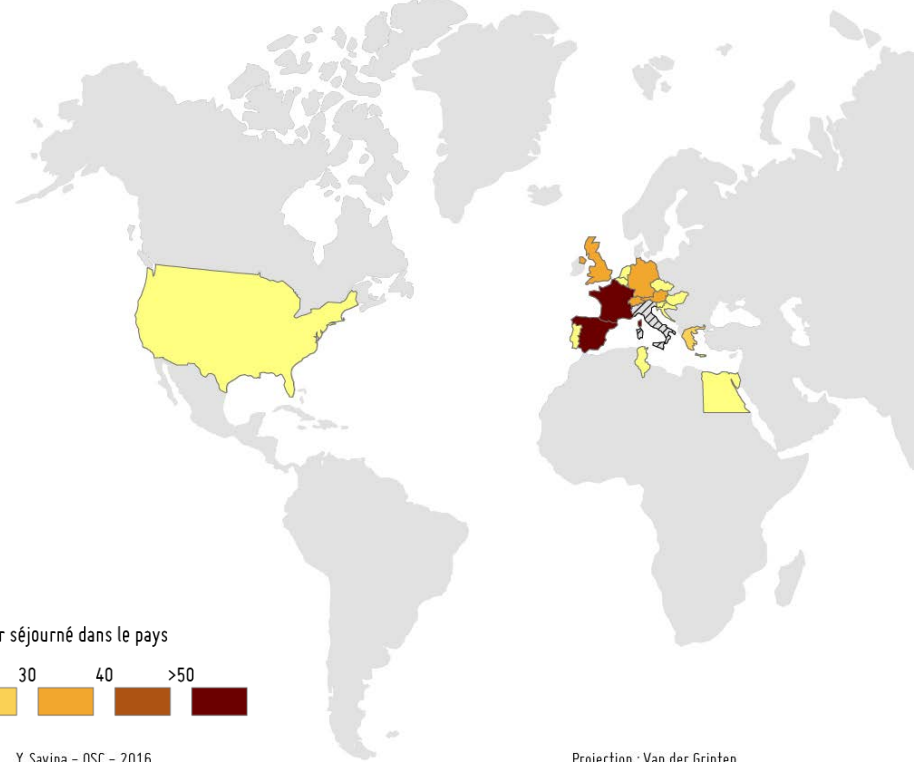 r séjourné dans le pays
30 40 >50
Y. Savina – OSC – 2016
Projection : Van der Grinten